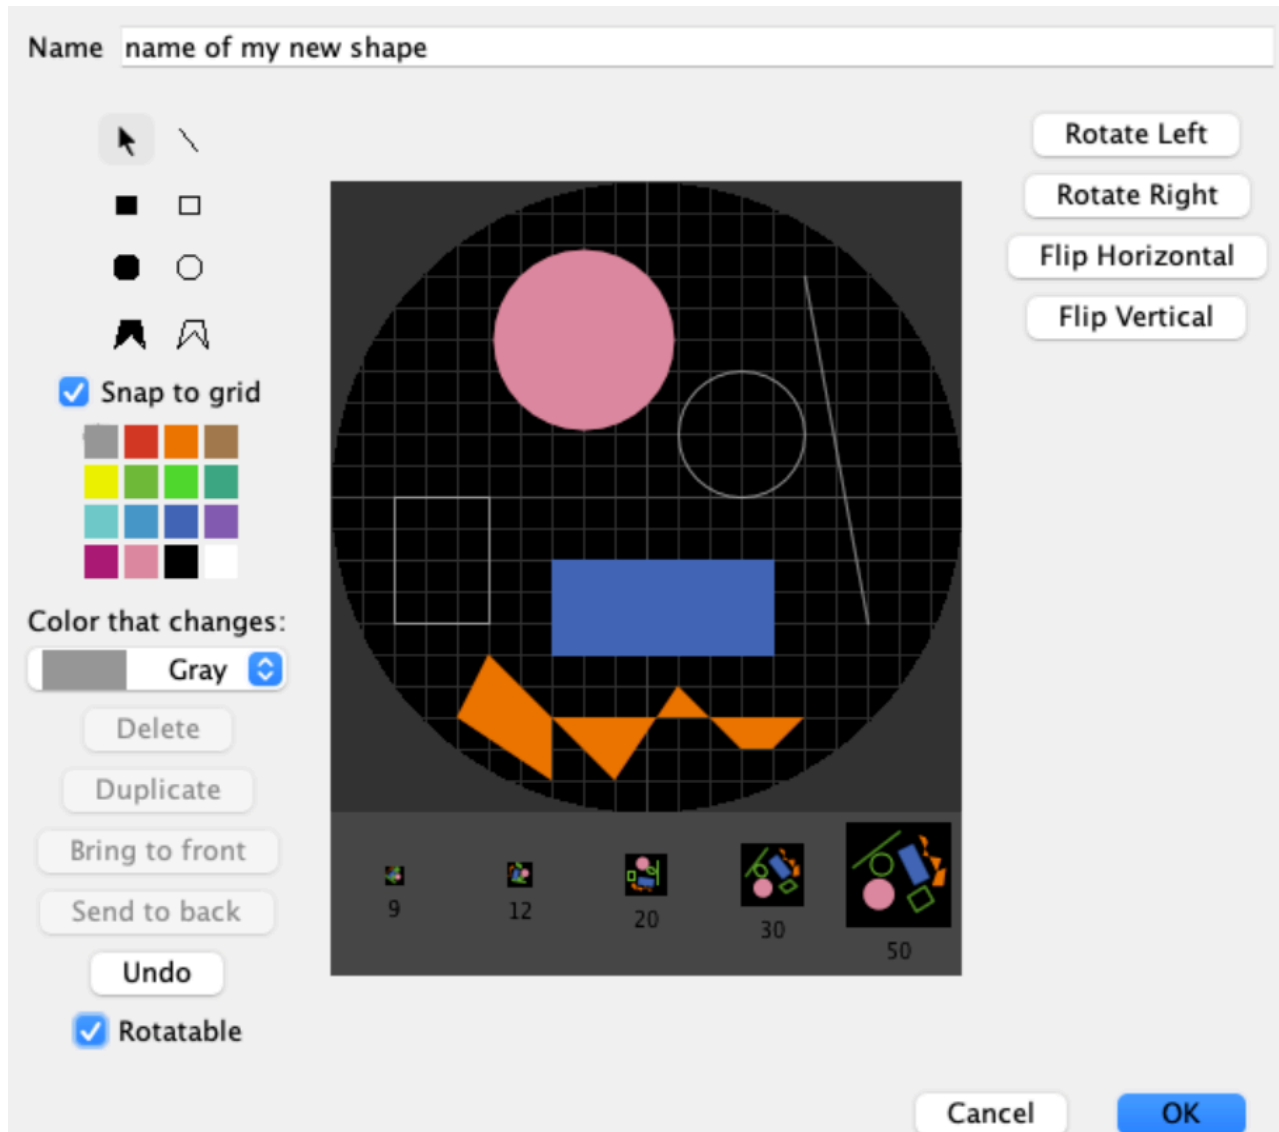 Name name of my new shape
Rotate Left
Rotate Right
Flip Horizontal
Flip Vertical
Snap to grid
Color that changes:
Gray
Delete
Duplicate
Bring to front
Send to back
Undo
Rotatable
9
12
20
30
50
Cancel
OK